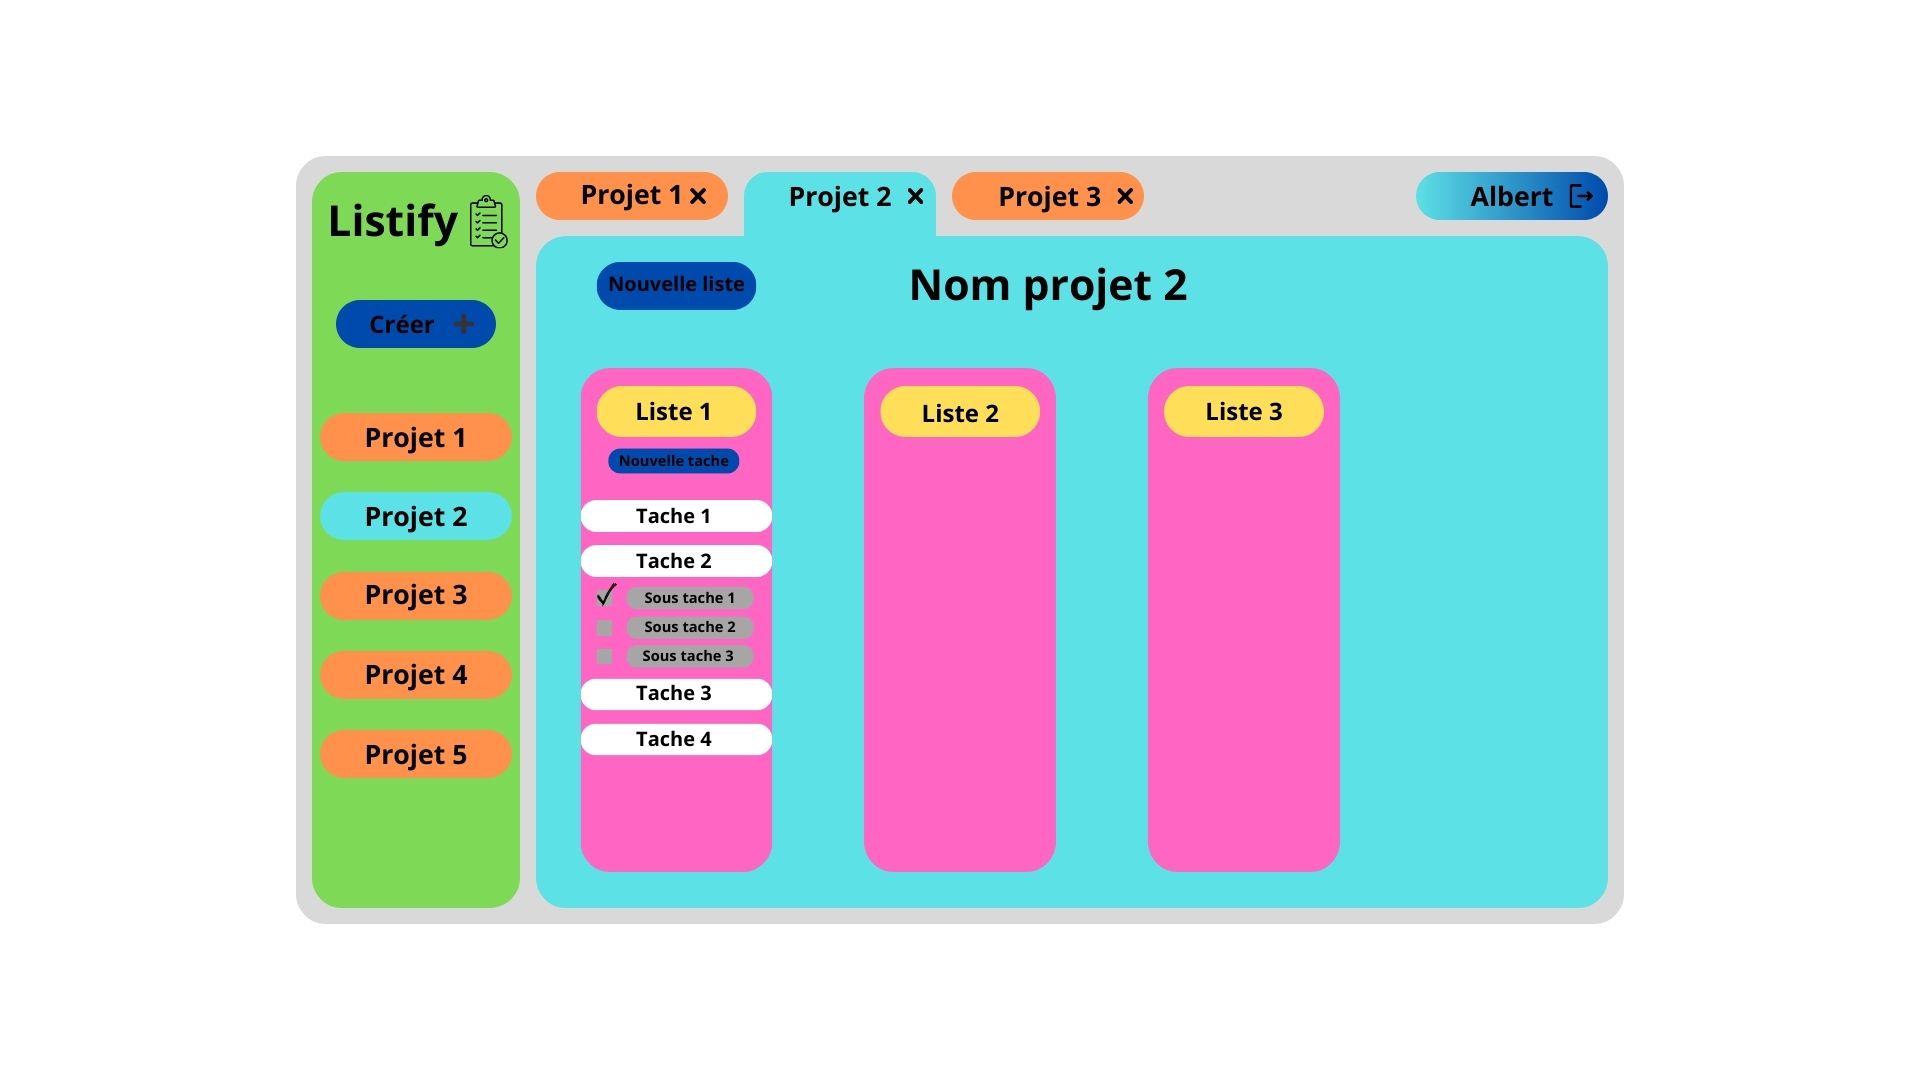 Listify
Créer
Projet 1
Projet 2
Projet 3
Projet 4
Projet 5
Projet 1
Projet 2
Projet 3
Albert
Nouvelle liste
Nom projet 2
Liste 1
Nouvelle tache
Tache 1
Tache 2
Sous tache 1
Sous tache 2
Sous tache 3
Tache 3
Tache 4
Liste 2
Liste 3